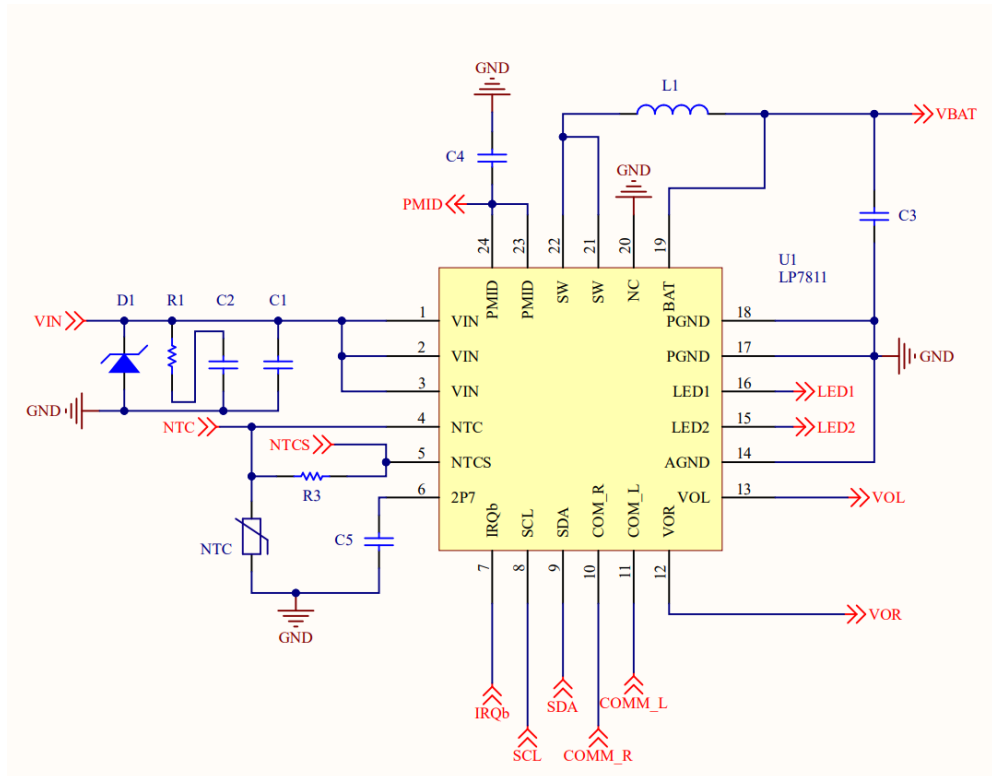 GND
L1
VBAT
C4
GND
PMID
C3
24
23
22
21
20
19
U1
LP7811
PMID
PMID
SW
SW
NC
BAT
D1
R1
C2
C1
VIN
1
VIN
PGND
18
2
VIN
PGND
17
GND
3
VIN
LED1
16
LED1
GND
NTC
4
NTC
LED2
15
LED2
NTCS
5
NTCS
AGND
14
R3
6
2P7
VOL
13
VOL
IRQb
SCL
SDA
COM_R
COM_L
VOR
NTC
C5
7
8
9
10
11
12
GND
VOR
IRQb
SDA
COMM_L
SCL
COMM_R